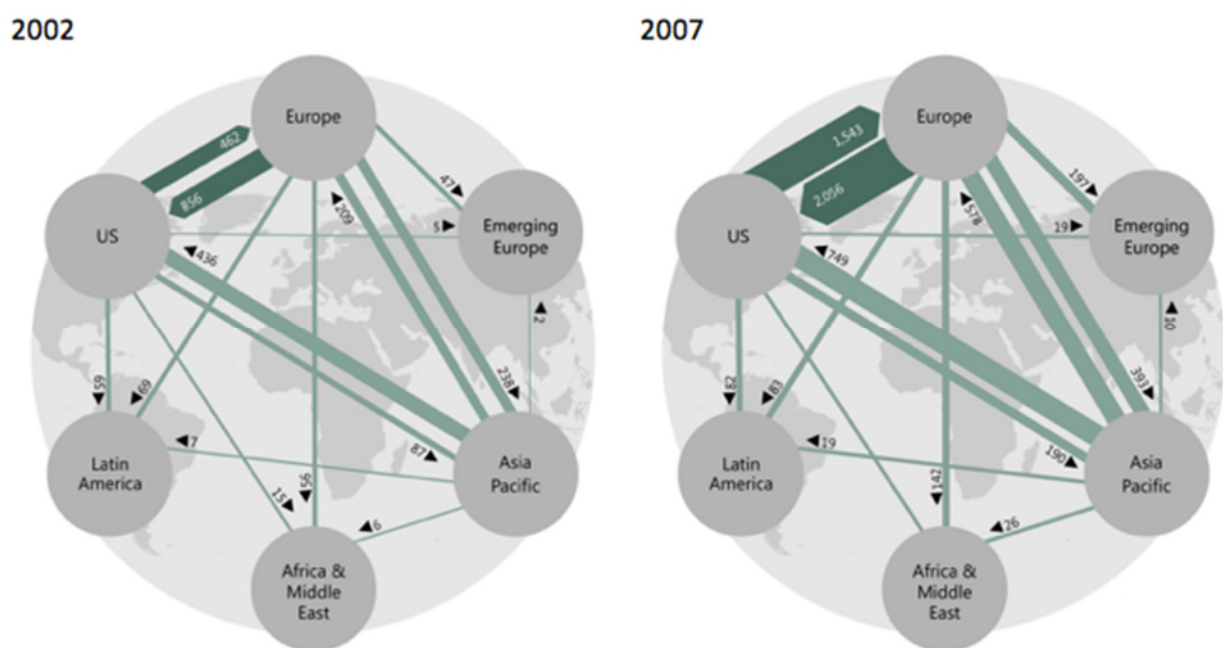 2002
Europe
462
856
US
47
5
Emerging
Europe
209
436
2
59
69
238
7
87
Latin
America
Asia
Pacific
15
56
6
Africa &
Middle
East
2007
Europe
1,543
2,056
US
197
19
Emerging
Europe
578
749
10
82
83
393
19
190
Latin
America
Asia
Pacific
142
26
Africa &
Middle
East